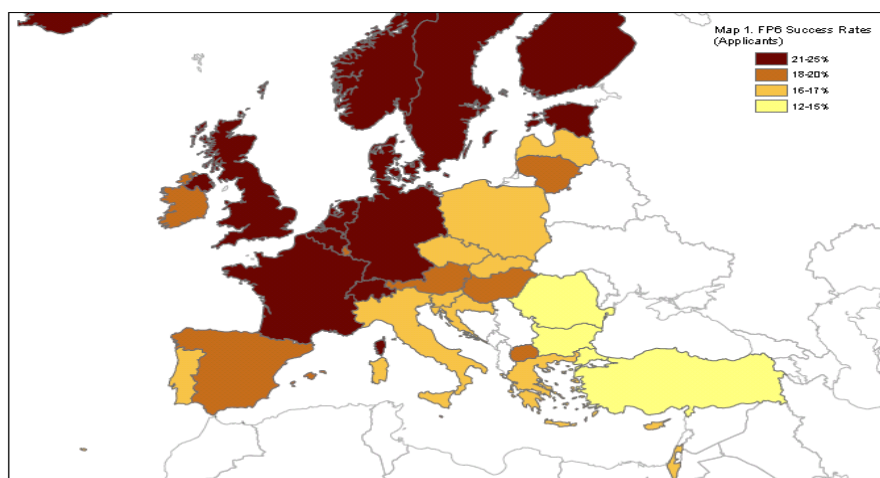 Map 1. FP6 Success Rates
(Applicants)
21-25%
18-20%
16-17%
12-15%